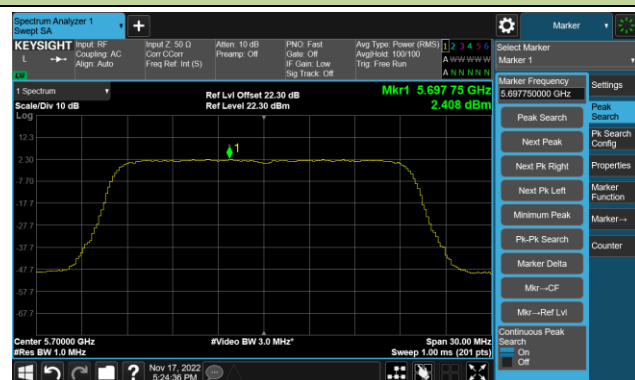 Spectrum Analyzer 1
Swept SA
Marker
KEYSIGHT
L
Input: RF
Coupling: AC
Align: Auto
Input Z: 50 Ω
Corr CCorr
Freq Ref: Int (S)
Atten: 10 dB
Preamp: Off
PNO: Fast
Gate: Off
IF Gain: Low
Sig Track: Off
Avg Type: Power (RMS)
Avg|Hold: 100/100
Trig: Free Run
1 2 3 4 5 6
A W W W W W
A N N N N N
Select Marker
Marker 1
1 Spectrum
Scale/Div 10 dB
Log
Ref Lvl Offset 22.30 dB
Ref Level 22.30 dBm
Mkr1 5.697 75 GHz
2.408 dBm
12.3
2.30
-7.70
-17.7
-27.7
-37.7
-47.7
-57.7
-67.7
1
Center 5.70000 GHz
#Res BW 1.0 MHz
#Video BW 3.0 MHz*
Span 30.00 MHz
Sweep 1.00 ms (201 pts)
Marker Frequency
5.697750000 GHz
Peak Search
Next Peak
Next Pk Right
Next Pk Left
Minimum Peak
Pk-Pk Search
Marker Delta
Mkr→CF
Mkr→Ref Lvl
Continuous Peak
Search
On
Off
Settings
Peak
Search
Pk Search
Config
Properties
Marker
Function
Marker→
Counter
Nov 17, 2022
5:24:36 PM